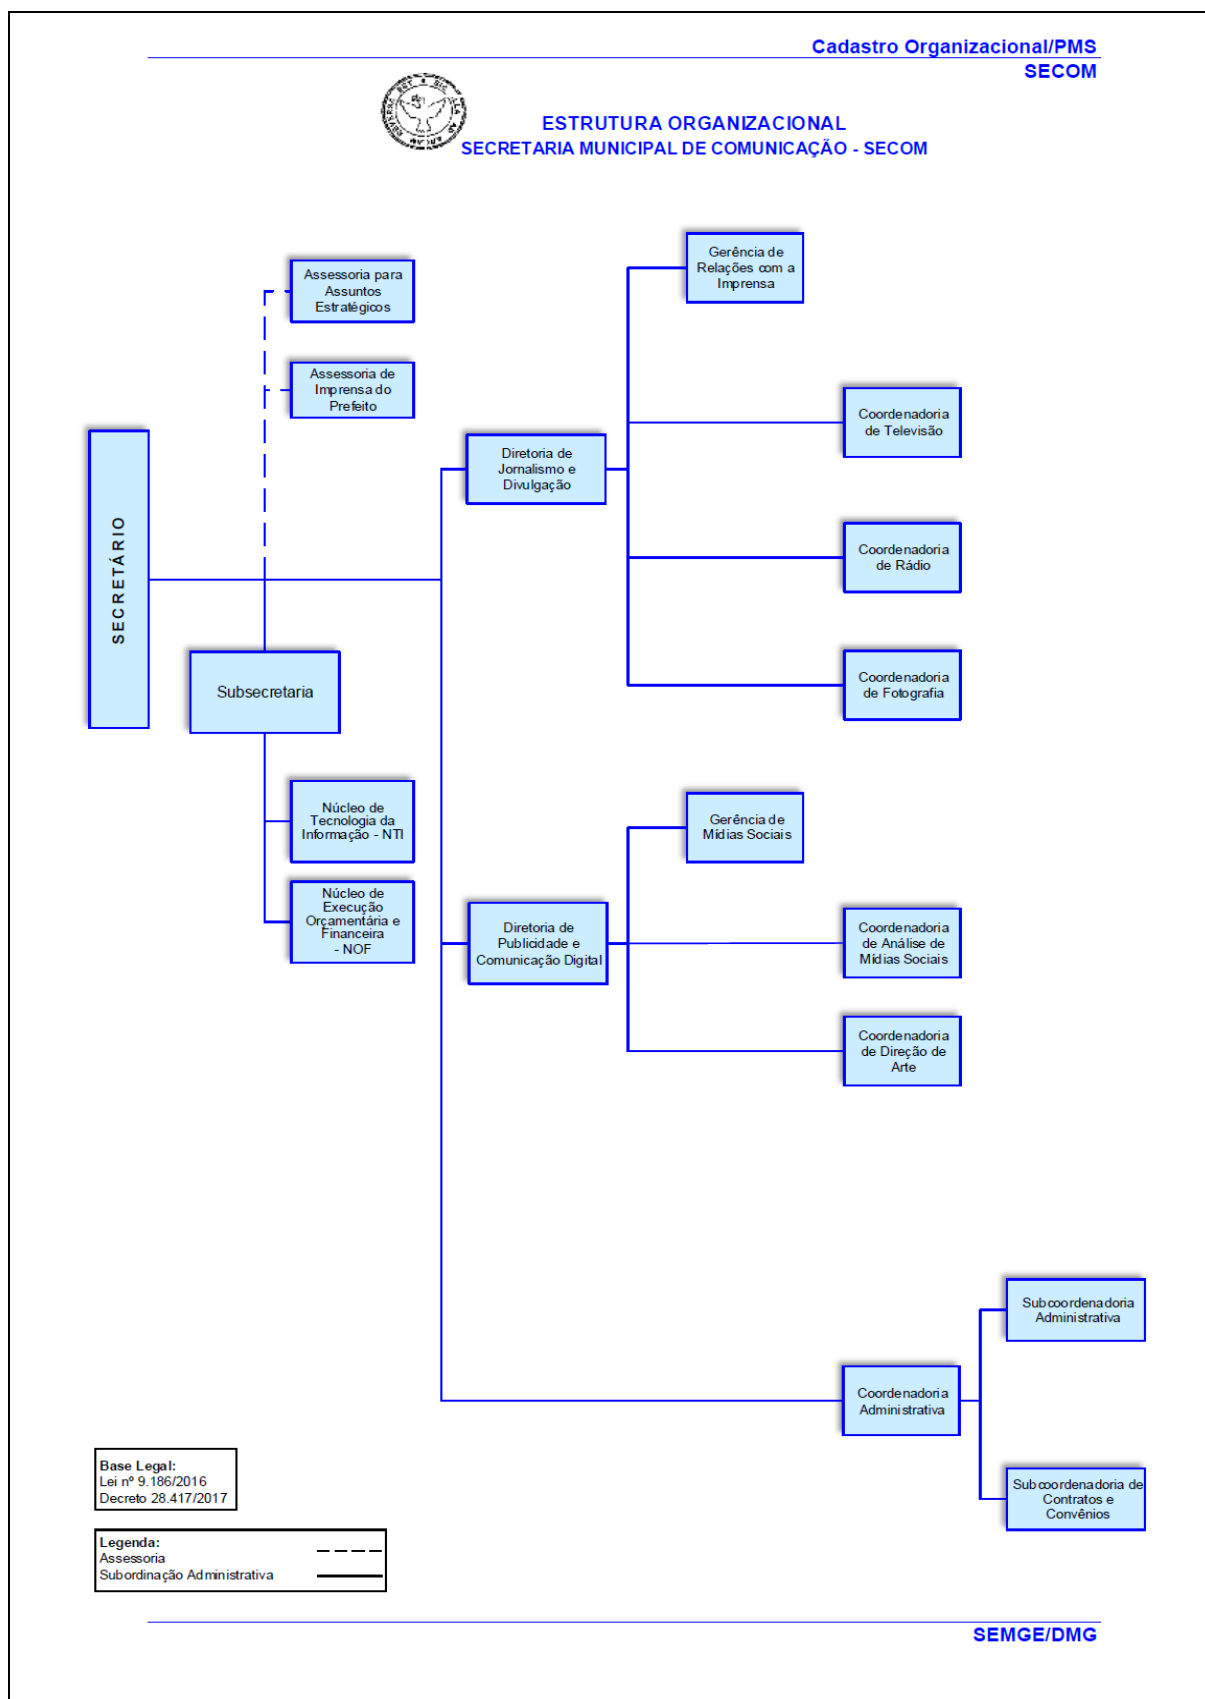 Cadastro Organizacional/PMS
SECOM
ESTRUTURA ORGANIZACIONAL
SECRETARIA MUNICIPAL DE COMUNICAÇÃO - SECOM
Gerência de
Relações com a
Imprensa
Assessoria para
Assuntos
Estratégicos
Assessoria de
Imprensa do
Prefeito
Coordenadoria
de Televisão
Diretoria de
Jornalismo e
Divulgação
SECRETÁRIO
Coordenadoria
de Rádio
Subsecretaria
Coordenadoria
de Fotografia
Núcleo de
Tecnologia da
Informação - NTI
Gerência de
Mídias Sociais
Núcleo de
Execução
Orçamentária e
Financeira
- NOF
Diretoria de
Publicidade e
Comunicação Digital
Coordenadoria
de Análise de
Mídias Sociais
Coordenadoria
de Direção de
Arte
Subcoordenadoria
Administrativa
Coordenadoria
Administrativa
Subcoordenadoria de
Contratos e
Convênios
Base Legal:
Lei nº 9.186/2016
Decreto 28.417/2017
Legenda:
Assessoria
Subordinação Administrativa
SEMGE/DMG